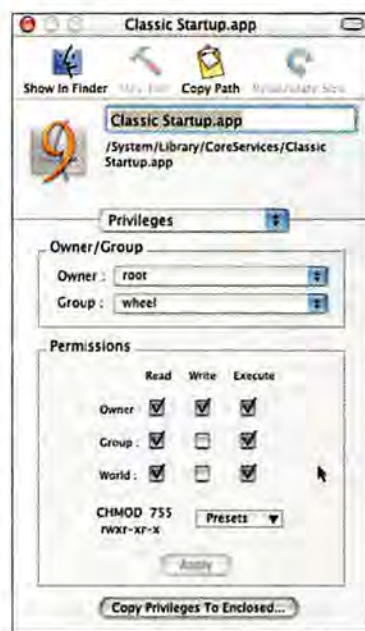 Classic Startup.app
Show In Finder Copy Path
Classic Startup.app
9
/System/Library/CoreServices/Classic
Startup.app
Privileges
Owner/Group
Owner : root
Group : wheel
Permissions
Read Write Execute
Owner :
Group :
World :
CHMOD 755 Presets
rwxr-xr-x
Apply
Copy Privileges To Enclosed...